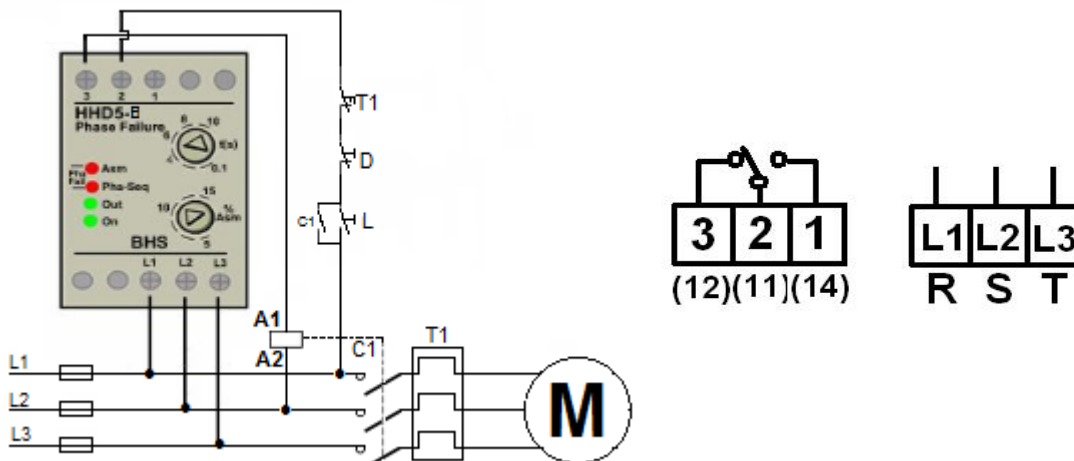 3 2 1
HHD5-E
Phase Failure
8 10
6
t(s)
0.1
Asm
Fail
Pha-Seq
Out
On
15
10
%
Asm
5
BHS
L1 L2 L3
T1
D
C1 L
A1
A2
C1
T1
L1
L2
L3
M
3 2 1
(12)(11)(14)
L1 L2 L3
R S T